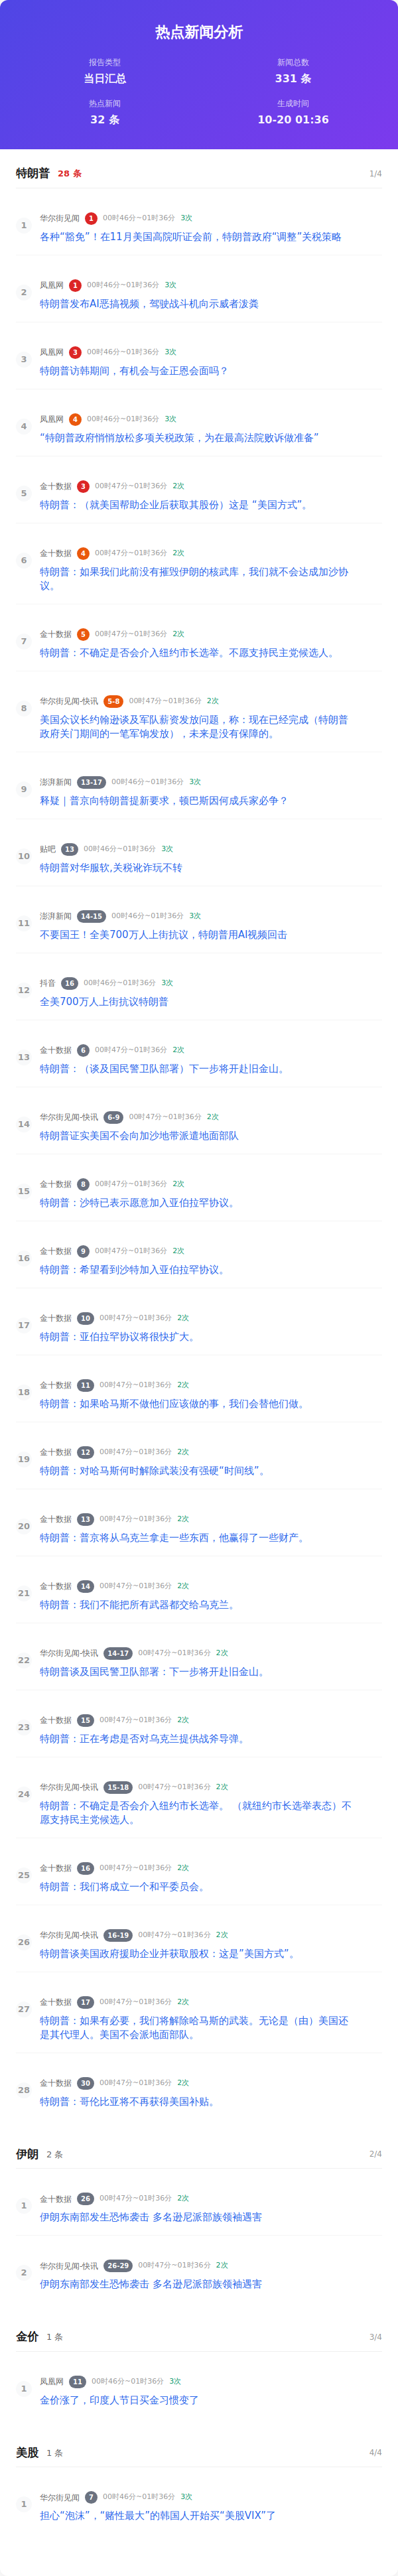 热点新闻分析
报告类型
当日汇总
新闻总数
331 条
热点新闻
32 条
生成时间
10-20 01:36
特朗普 28 条 1/4
1
华尔街见闻 1 00时46分~01时36分 3次
各种“豁免”！在11月美国高院听证会前，特朗普政府“调整”关税策略
2
凤凰网 1 00时46分~01时36分 3次
特朗普发布AI恶搞视频，驾驶战斗机向示威者泼粪
3
凤凰网 3 00时46分~01时36分 3次
特朗普访韩期间，有机会与金正恩会面吗？
4
凤凰网 4 00时46分~01时36分 3次
“特朗普政府悄悄放松多项关税政策，为在最高法院败诉做准备”
5
金十数据 3 00时47分~01时36分 2次
特朗普：（就美国帮助企业后获取其股份）这是 “美国方式”。
6
金十数据 4 00时47分~01时36分 2次
特朗普：如果我们此前没有摧毁伊朗的核武库，我们就不会达成加沙协
议。
7
金十数据 5 00时47分~01时36分 2次
特朗普：不确定是否会介入纽约市长选举。不愿支持民主党候选人。
8
华尔街见闻-快讯 5-8 00时47分~01时36分 2次
美国众议长约翰逊谈及军队薪资发放问题，称：现在已经完成（特朗普
政府关门期间的一笔军饷发放），未来是没有保障的。
9
澎湃新闻 13-17 00时46分~01时36分 3次
释疑｜普京向特朗普提新要求，顿巴斯因何成兵家必争？
10
贴吧 13 00时46分~01时36分 3次
特朗普对华服软,关税讹诈玩不转
11
澎湃新闻 14-15 00时46分~01时36分 3次
不要国王！全美700万人上街抗议，特朗普用AI视频回击
12
抖音 16 00时46分~01时36分 3次
全美700万人上街抗议特朗普
13
金十数据 6 00时47分~01时36分 2次
特朗普：（谈及国民警卫队部署）下一步将开赴旧金山。
14
华尔街见闻-快讯 6-9 00时47分~01时36分 2次
特朗普证实美国不会向加沙地带派遣地面部队
15
金十数据 8 00时47分~01时36分 2次
特朗普：沙特已表示愿意加入亚伯拉罕协议。
16
金十数据 9 00时47分~01时36分 2次
特朗普：希望看到沙特加入亚伯拉罕协议。
17
金十数据 10 00时47分~01时36分 2次
特朗普：亚伯拉罕协议将很快扩大。
18
金十数据 11 00时47分~01时36分 2次
特朗普：如果哈马斯不做他们应该做的事，我们会替他们做。
19
金十数据 12 00时47分~01时36分 2次
特朗普：对哈马斯何时解除武装没有强硬“时间线”。
20
金十数据 13 00时47分~01时36分 2次
特朗普：普京将从乌克兰拿走一些东西，他赢得了一些财产。
21
金十数据 14 00时47分~01时36分 2次
特朗普：我们不能把所有武器都交给乌克兰。
22
华尔街见闻-快讯 14-17 00时47分~01时36分 2次
特朗普谈及国民警卫队部署：下一步将开赴旧金山。
23
金十数据 15 00时47分~01时36分 2次
特朗普：正在考虑是否对乌克兰提供战斧导弹。
24
华尔街见闻-快讯 15-18 00时47分~01时36分 2次
特朗普：不确定是否会介入纽约市长选举。 （就纽约市长选举表态）不
愿支持民主党候选人。
25
金十数据 16 00时47分~01时36分 2次
特朗普：我们将成立一个和平委员会。
26
华尔街见闻-快讯 16-19 00时47分~01时36分 2次
特朗普谈美国政府援助企业并获取股权：这是”美国方式”。
27
金十数据 17 00时47分~01时36分 2次
特朗普：如果有必要，我们将解除哈马斯的武装。无论是（由）美国还
是其代理人。美国不会派地面部队。
28
金十数据 30 00时47分~01时36分 2次
特朗普：哥伦比亚将不再获得美国补贴。
伊朗 2 条 2/4
1
金十数据 26 00时47分~01时36分 2次
伊朗东南部发生恐怖袭击 多名逊尼派部族领袖遇害
2
华尔街见闻-快讯 26-29 00时47分~01时36分 2次
伊朗东南部发生恐怖袭击 多名逊尼派部族领袖遇害
金价 1 条 3/4
1
凤凰网 11 00时46分~01时36分 3次
金价涨了，印度人节日买金习惯变了
美股 1 条 4/4
1
华尔街见闻 7 00时46分~01时36分 3次
担心“泡沫”，“赌性最大”的韩国人开始买“美股VIX”了